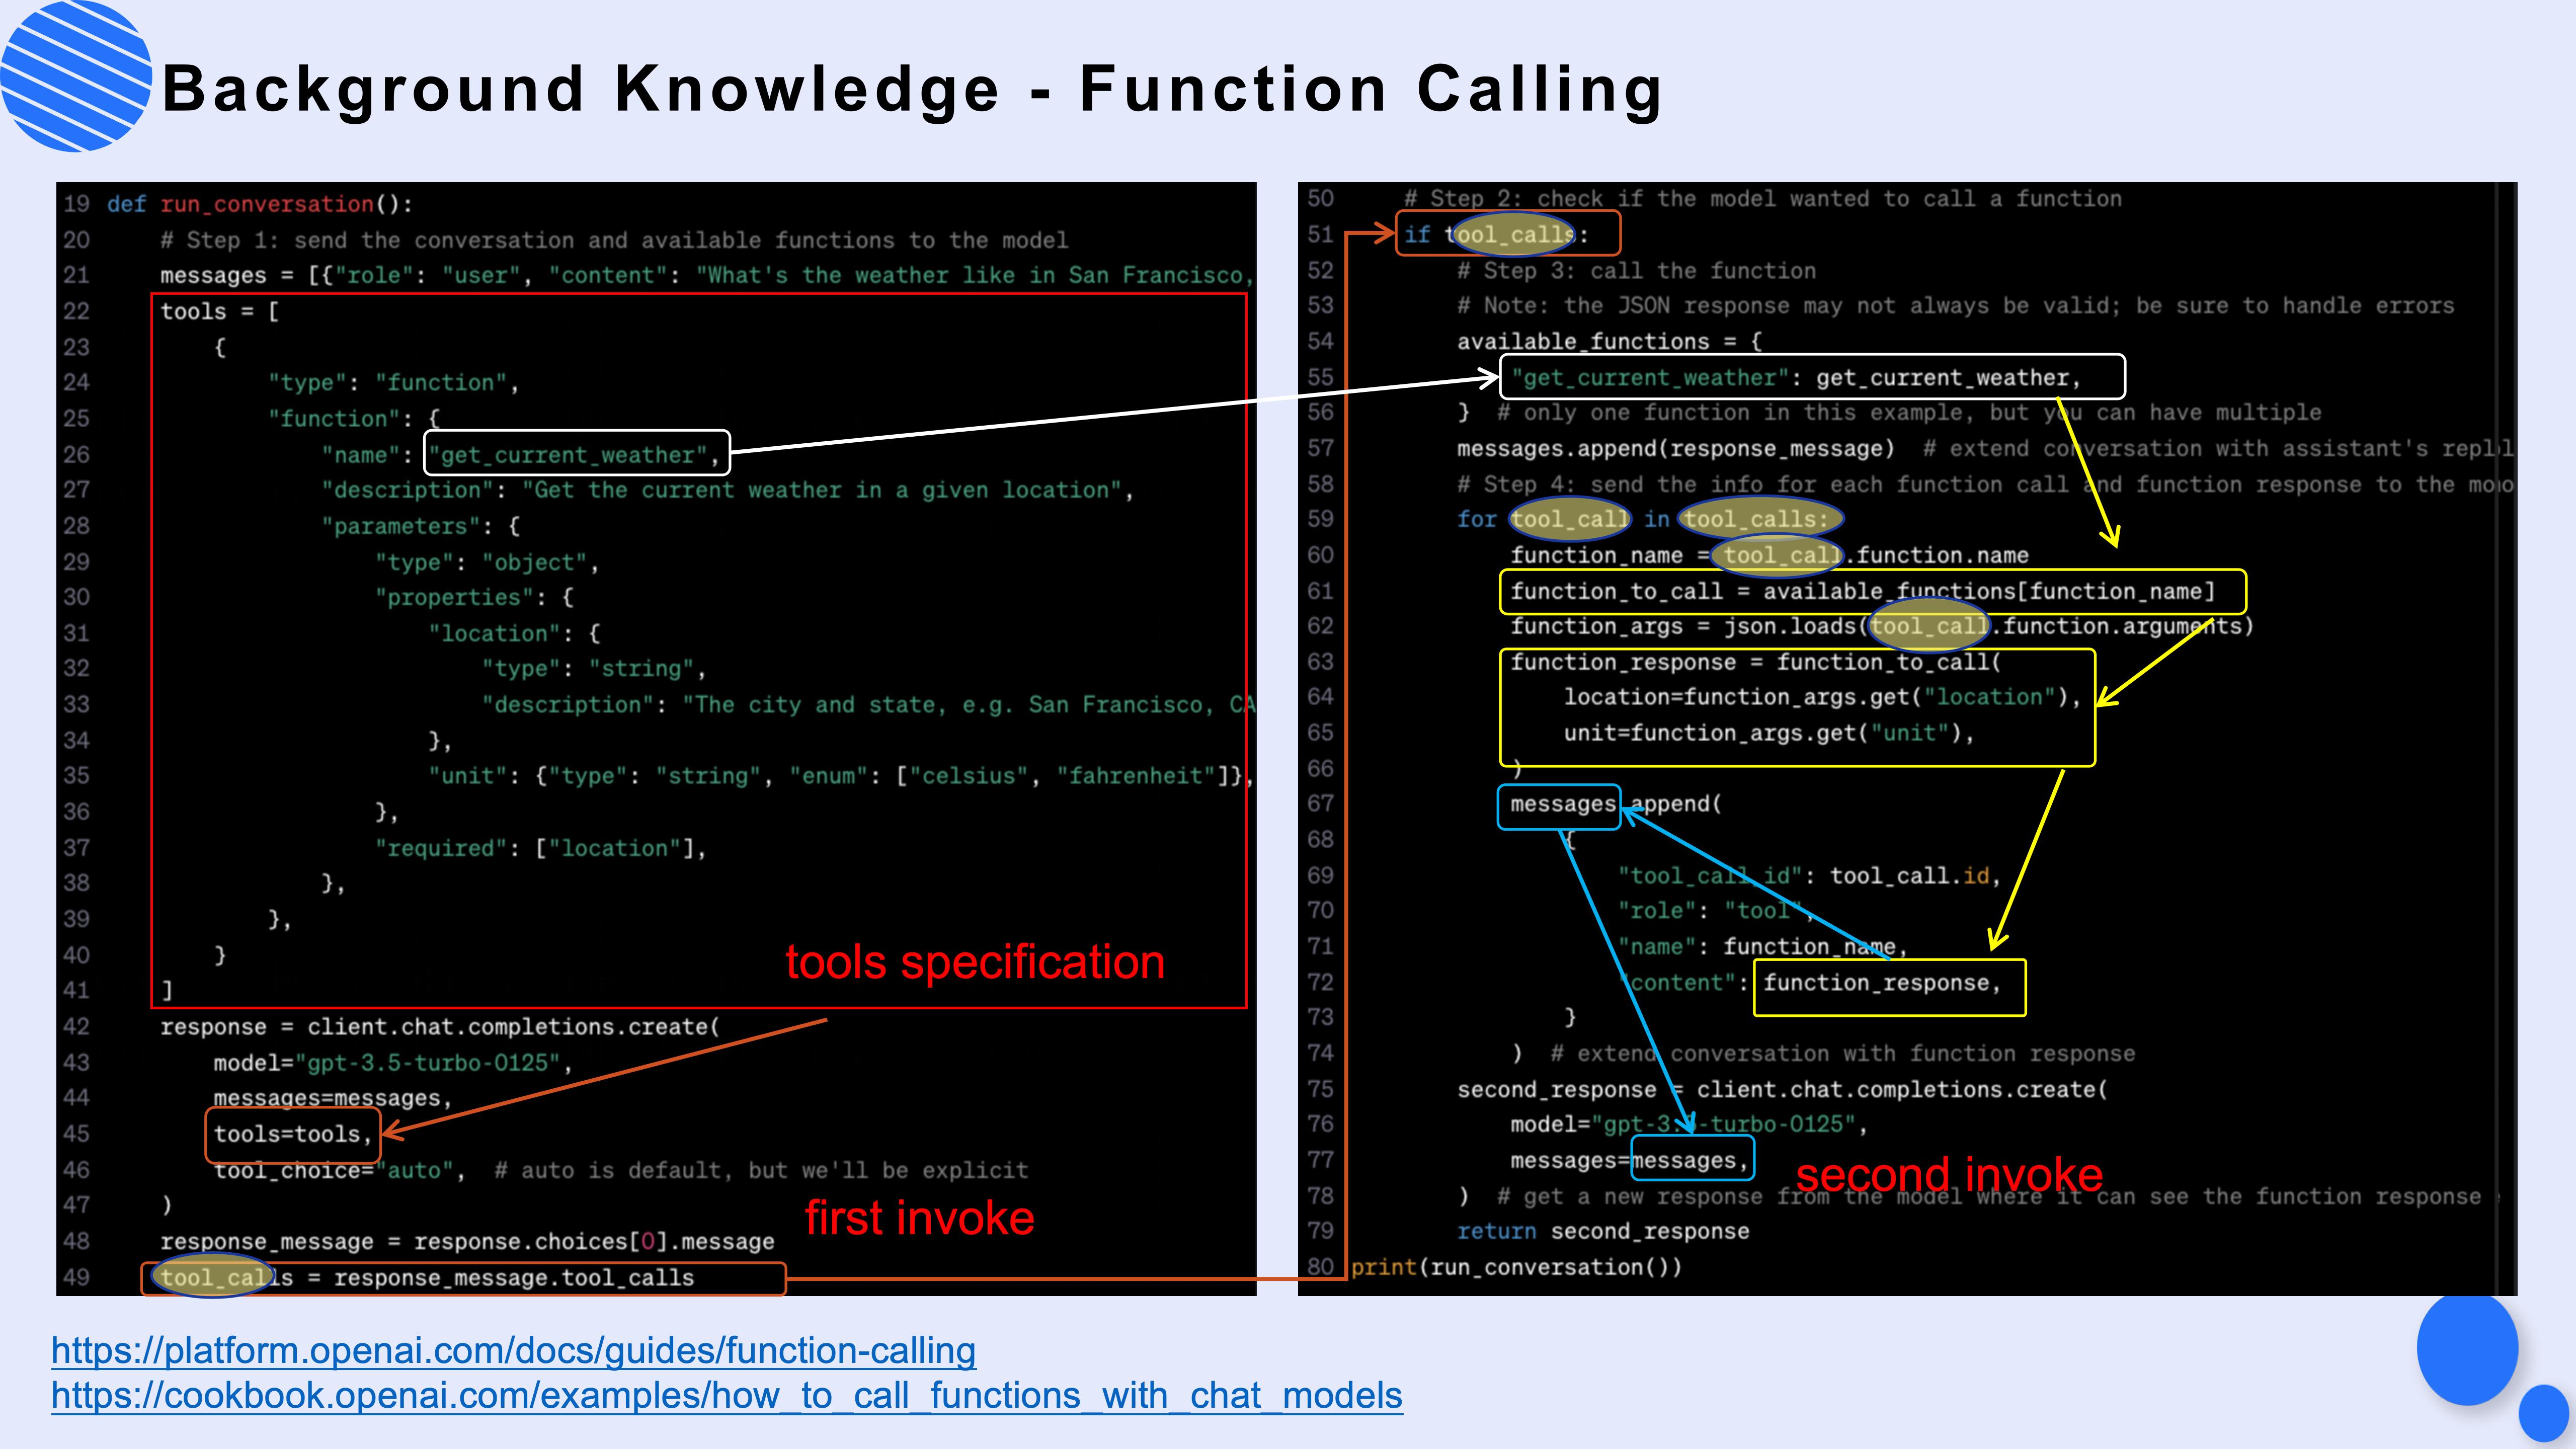 Background Knowledge - Function Calling
19 def run_conversation():
20     # Step 1: send the conversation and available functions to the model
21     messages = [{"role": "user", "content": "What's the weather like in San Francisco,
22     tools = [
23         {
24             "type": "function",
25             "function": {
26                 "name": "get_current_weather",
27                 "description": "Get the current weather in a given location",
28                 "parameters": {
29                     "type": "object",
30                     "properties": {
31                         "location": {
32                             "type": "string",
33                             "description": "The city and state, e.g. San Francisco, CA
34                         },
35                         "unit": {"type": "string", "enum": ["celsius", "fahrenheit"]},
36                     },
37                     "required": ["location"],
38                 },
39             },
40         }
tools specification
41     ]
42     response = client.chat.completions.create(
43         model="gpt-3.5-turbo-0125",
44         messages=messages,
45         tools=tools,
46         tool_choice="auto",  # auto is default, but we'll be explicit
47     )
first invoke
48     response_message = response.choices[0].message
49     tool_calls = response_message.tool_calls
50     # Step 2: check if the model wanted to call a function
51     if tool_calls:
52         # Step 3: call the function
53         # Note: the JSON response may not always be valid; be sure to handle errors
54         available_functions = {
55             "get_current_weather": get_current_weather,
56         }  # only one function in this example, but you can have multiple
57         messages.append(response_message)  # extend conversation with assistant's
58         # Step 4: send the info for each function call and function response to the
59         for tool_call in tool_calls:
60             function_name = tool_call.function.name
61             function_to_call = available_functions[function_name]
62             function_args = json.loads(tool_call.function.arguments)
63             function_response = function_to_call(
64                 location=function_args.get("location"),
65                 unit=function_args.get("unit"),
66             )
67             messages.append(
68                 {
69                     "tool_call_id": tool_call.id,
70                     "role": "tool",
71                     "name": function_name,
72                     "content": function_response,
73                 }
74             )  # extend conversation with function response
75         second_response = client.chat.completions.create(
76             model="gpt-3.5-turbo-0125",
77             messages=messages,
second invoke
78         )  # get a new response from the model where it can see the function response
79         return second_response
80 print(run_conversation())
https://platform.openai.com/docs/guides/function-calling
https://cookbook.openai.com/examples/how_to_call_functions_with_chat_models